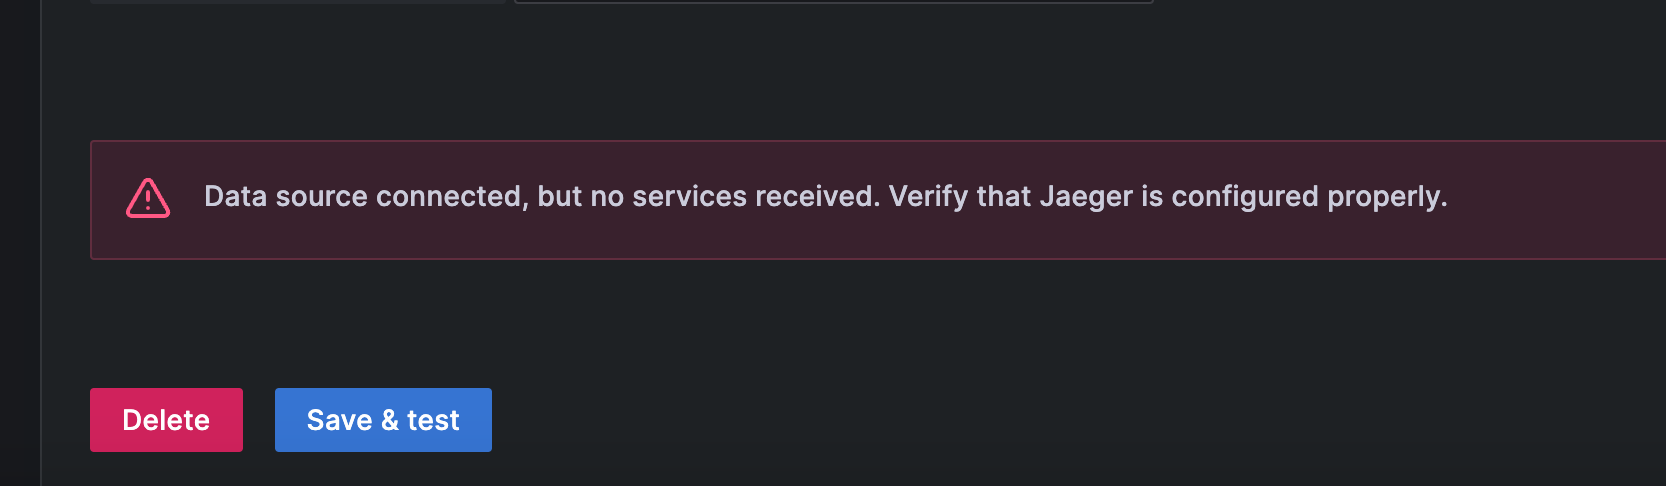 Data source connected, but no services received. Verify that Jaeger is configured properly.
Delete
Save & test